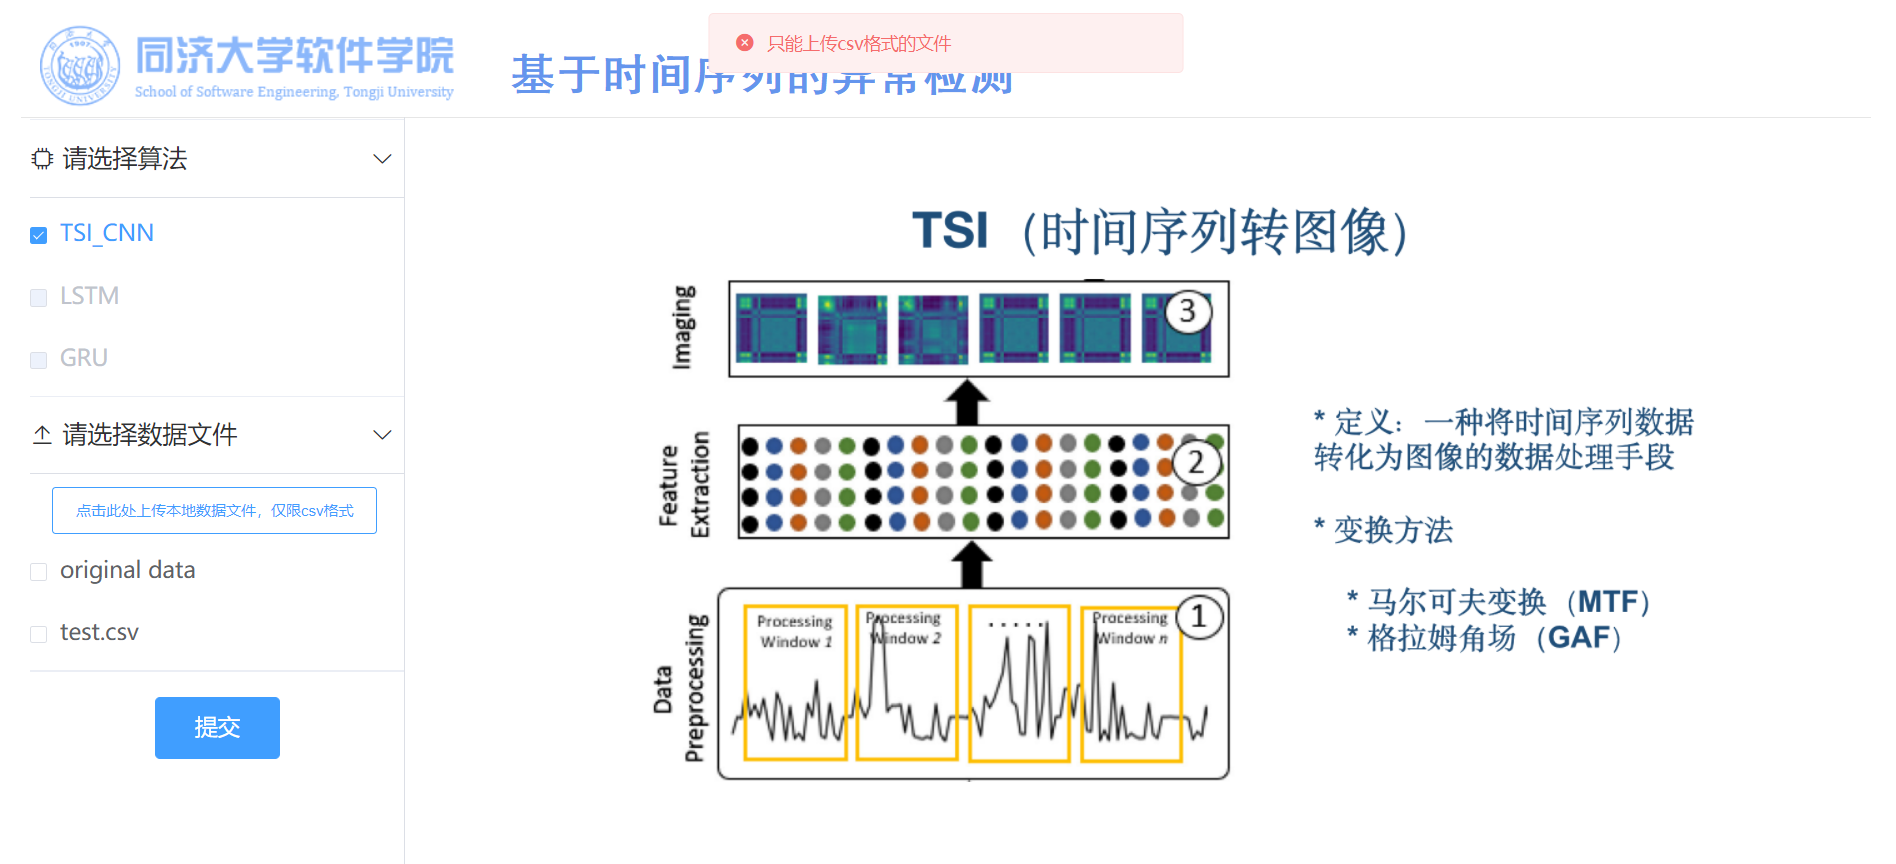 只能上传csv格式的文件
同济大学软件学院
School of Software Engineering, Tongji University
基于时间序列的异常检测
请选择算法
TSI_CNN
LSTM
GRU
请选择数据文件
点击此处上传本地数据文件，仅限csv格式
original data
test.csv
提交
TSI（时间序列转图像）
Imaging
3
Feature
Extraction
2
Data
Preprocessing
Processing
Window 1
Processing
Window 2
......
Processing
Window n
1
* 定义：一种将时间序列数据
转化为图像的数据处理手段
* 变换方法
* 马尔可夫变换（MTF）
* 格拉姆角场（GAF）